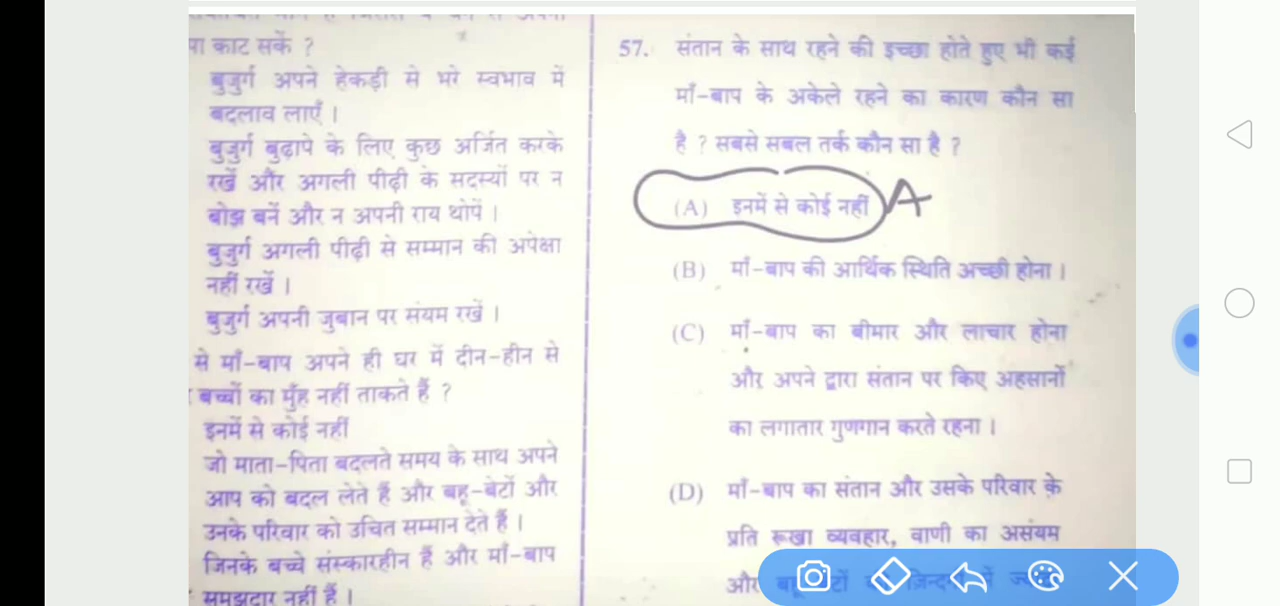 पा काट सकें ?
बुजुर्ग अपने हेकड़ी से भरे स्वभाव में
बदलाव लाएँ ।
बुजुर्ग बुढ़ापे के लिए कुछ अर्जित करके
रखें और अगली पीढ़ी के सदस्यों पर न
बोझ बनें और न अपनी राय थोपें ।
बुजुर्ग अगली पीढ़ी से सम्मान की अपेक्षा
नहीं रखें ।
बुजुर्ग अपनी जुबान पर संयम रखें ।
से माँ-बाप अपने ही घर में दीन-हीन से
बच्चों का मुँह नहीं ताकते हैं ?
इनमें से कोई नहीं
जो माता-पिता बदलते समय के साथ अपने
आप को बदल लेते हैं और बहू-बेटों और
उनके परिवार को उचित सम्मान देते हैं ।
जिनके बच्चे संस्कारहीन हैं और माँ-बाप
समझदार नहीं हैं ।
57. संतान के साथ रहने की इच्छा होते हुए भी कई
माँ-बाप के अकेले रहने का कारण कौन सा
है ? सबसे सबल तर्क कौन सा है ?
(A) इनमें से कोई नहीं A
(B) माँ-बाप की आर्थिक स्थिति अच्छी होना ।
(C) माँ-बाप का बीमार और लाचार होना
और अपने द्वारा संतान पर किए अहसानों
का लगातार गुणगान करते रहना ।
(D) माँ-बाप का संतान और उसके परिवार के
प्रति रूखा व्यवहार, वाणी का असंयम
और